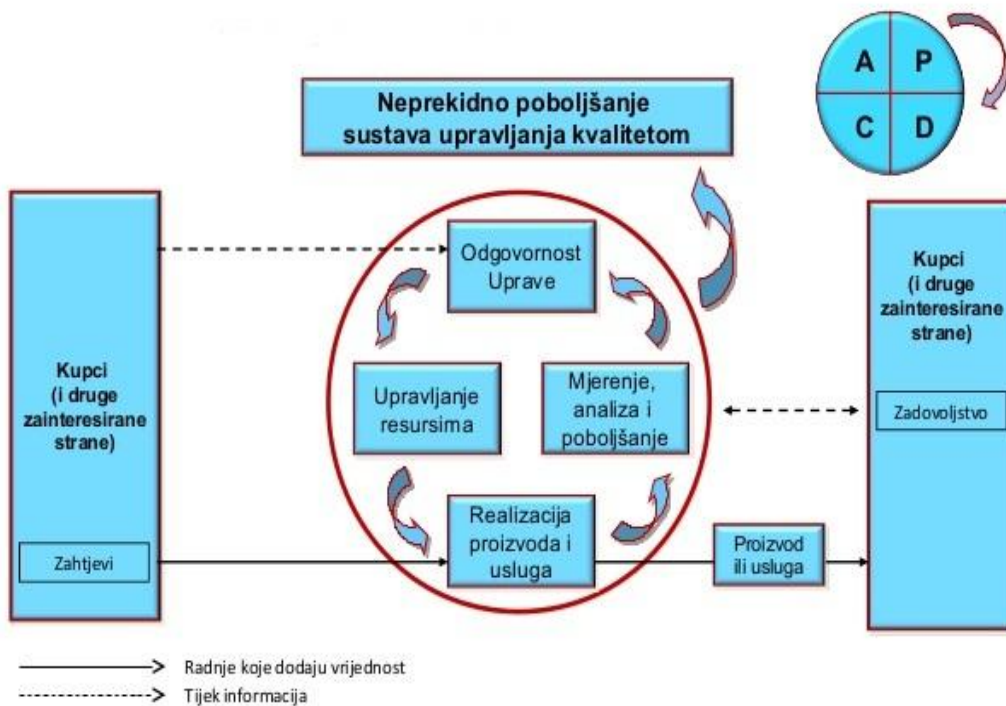 Neprekidno poboljšanje
sustava upravljanja kvalitetom
A P
C D
Kupci
(i druge
zainteresirane
strane)
Zahtjevi
Odgovornost
Uprave
Upravljanje
resursima
Mjerenje,
analiza i
poboljšanje
Realizacija
proizvoda i
usluga
Proizvod
ili usluga
Kupci
(i druge
zainteresirane
strane)
Zadovoljstvo
Radnje koje dodaju vrijednost
Tijek informacija